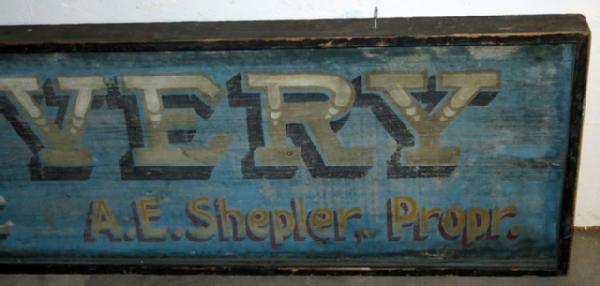 VERY
A.E. Shepler, Propr.